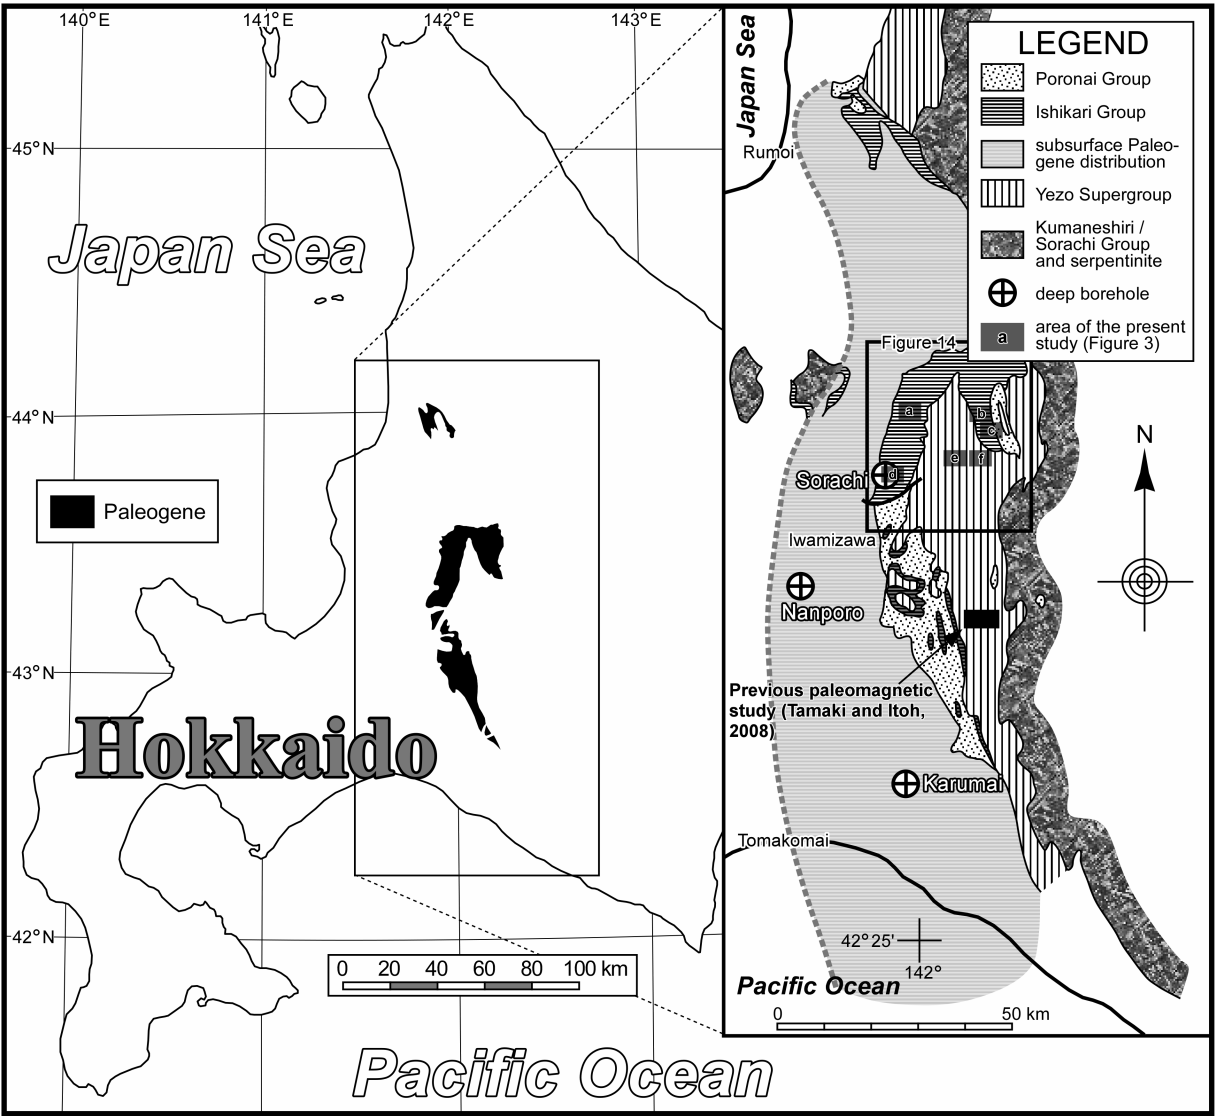 140°E
141°E
142°E
143°E
45°N
Japan Sea
44°N
Paleogene
43°N
Hokkaido
42°N
0 20 40 60 80 100 km
Pacific Ocean
Japan Sea
Rumoi
LEGEND
Poronai Group
Ishikari Group
subsurface Paleo-
gene distribution
Yezo Supergroup
Kumaneshiri /
Sorachi Group
and serpentinite
deep borehole
a
area of the present
study (Figure 3)
Figure 14
a
b
c
e
f
d
Sorachi
Iwamizawa
Nanporo
N
Previous paleomagnetic
study (Tamaki and Itoh,
2008)
Karumai
Tomakomai
42°25'
142°
Pacific Ocean
0 50 km